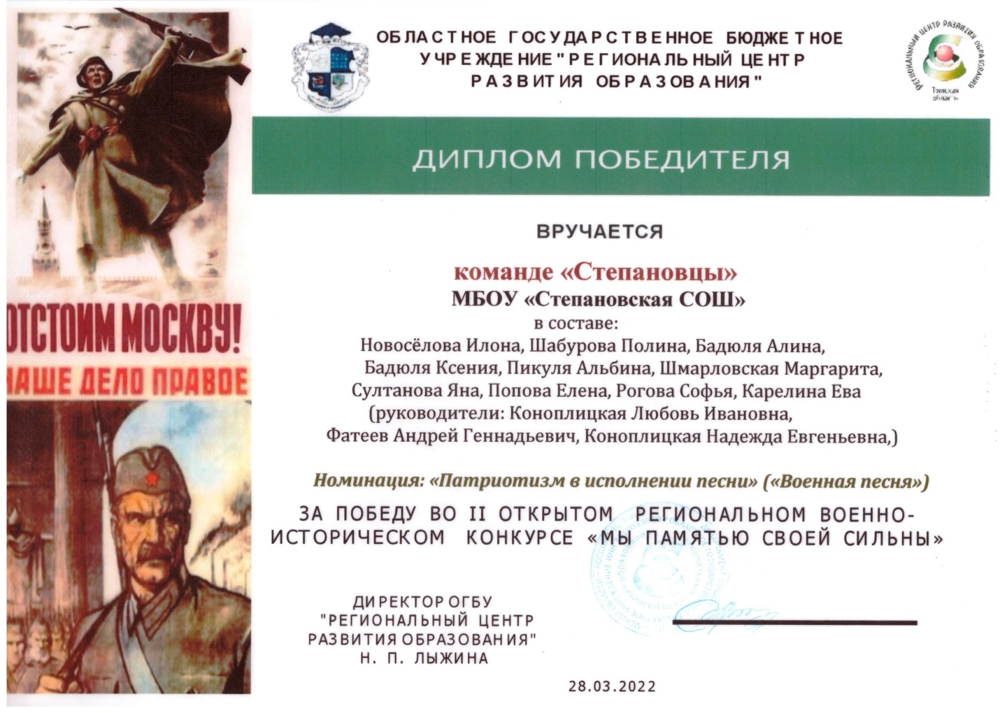 ОБЛАСТНОЕ ГОСУДАРСТВЕННОЕ БЮДЖЕТНОЕ
УЧРЕЖДЕНИЕ "РЕГИОНАЛЬНЫЙ ЦЕНТР
РАЗВИТИЯ ОБРАЗОВАНИЯ"
РЕГИОНАЛЬНЫЙ ЦЕНТР РАЗВИТИЯ ОБРАЗОВАНИЯ
Томская
область
ДИПЛОМ ПОБЕДИТЕЛЯ
ВРУЧАЕТСЯ
команде «Степановцы»
МБОУ «Степановская СОШ»
в составе:
Новосёлова Илона, Шабурова Полина, Бадюля Алина,
Бадюля Ксения, Пикуля Альбина, Шмарловская Маргарита,
Султанова Яна, Попова Елена, Рогова Софья, Карелина Ева
(руководители: Коноплицкая Любовь Ивановна,
Фатеев Андрей Геннадьевич, Коноплицкая Надежда Евгеньевна,)
Номинация: «Патриотизм в исполнении песни» («Военная песня»)
ЗА ПОБЕДУ ВО II ОТКРЫТОМ РЕГИОНАЛЬНОМ ВОЕННО-
ИСТОРИЧЕСКОМ КОНКУРСЕ «МЫ ПАМЯТЬЮ СВОЕЙ СИЛЬНЫ»
ДИРЕКТОР ОГБУ
"РЕГИОНАЛЬНЫЙ ЦЕНТР
РАЗВИТИЯ ОБРАЗОВАНИЯ"
Н. П. ЛЫЖИНА
28.03.2022
ОТСТОИМ МОСКВУ!
НАШЕ ДЕЛО ПРАВОЕ